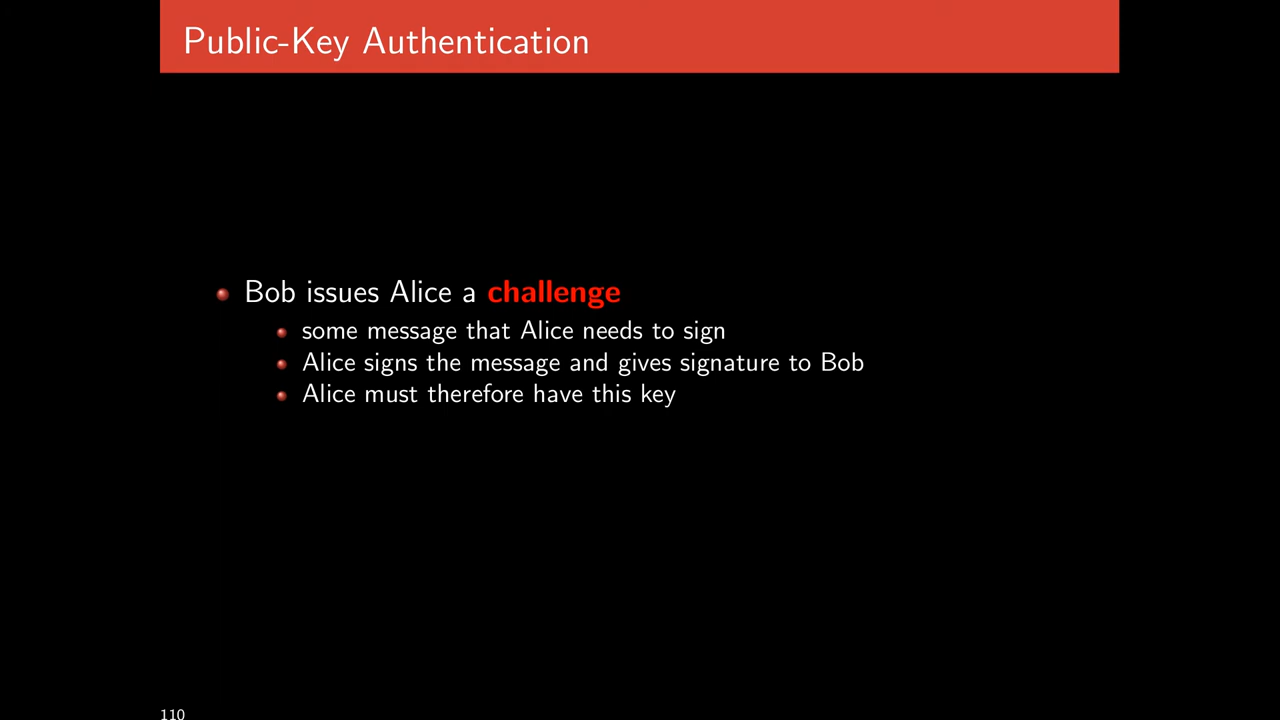 Public-Key Authentication
Bob issues Alice a challenge
some message that Alice needs to sign
Alice signs the message and gives signature to Bob
Alice must therefore have this key
110